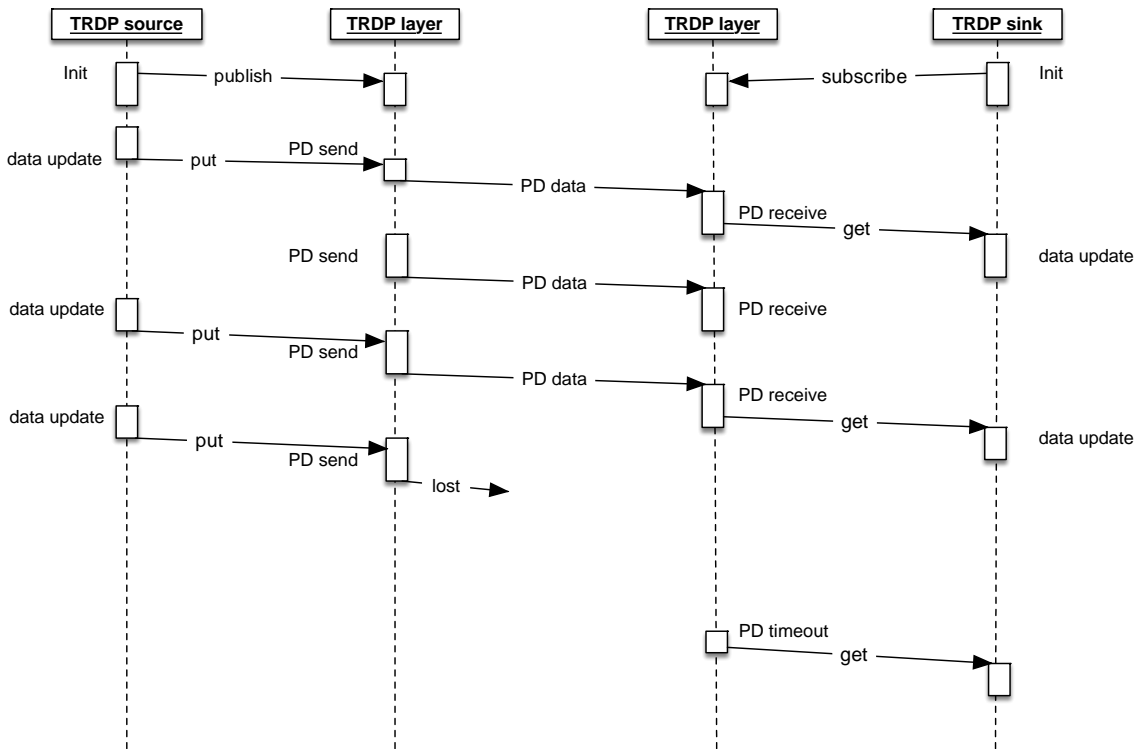 TRDP source
TRDP layer
TRDP layer
TRDP sink
Init
publish
subscribe
Init
data update
put
PD send
PD data
PD receive
get
PD send
data update
PD data
data update
PD receive
put
PD send
PD data
PD receive
data update
get
put
data update
PD send
lost
PD timeout
get